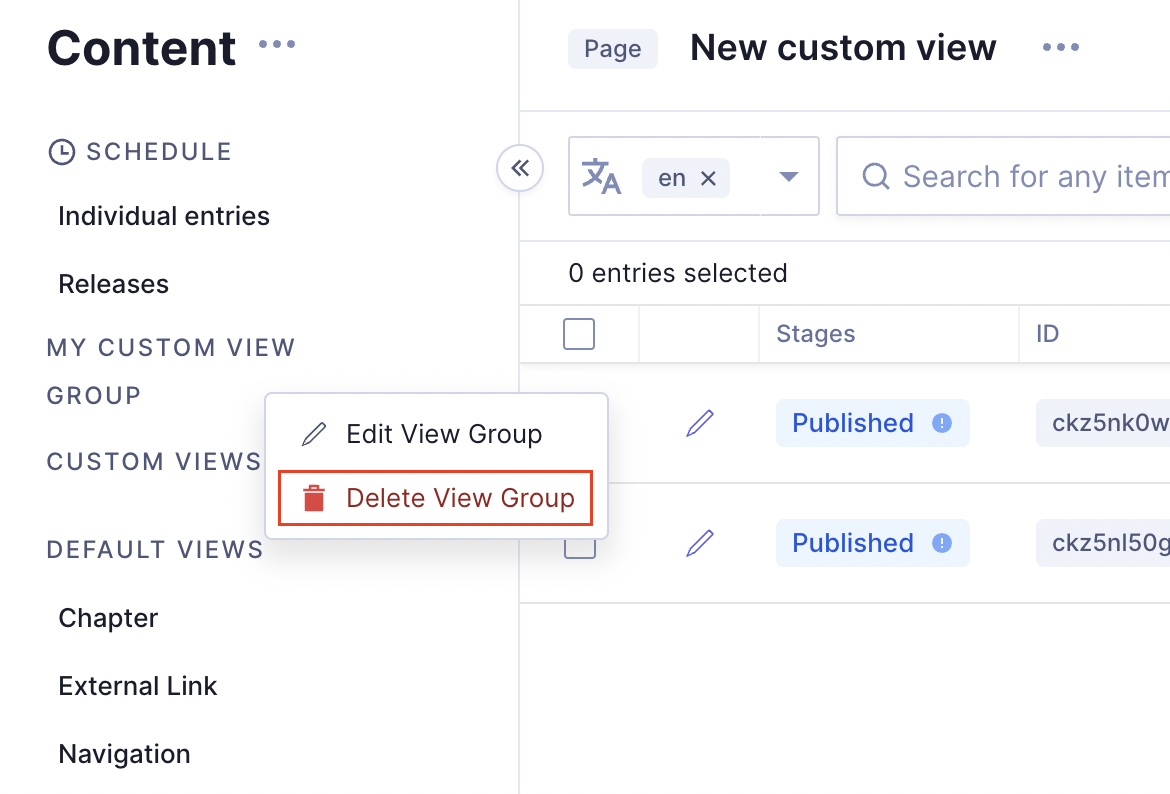 Content
SCHEDULE
Individual entries
Releases
MY CUSTOM VIEW
GROUP
CUSTOM VIEWS
DEFAULT VIEWS
Chapter
External Link
Navigation
Edit View Group
Delete View Group
Page New custom view
en
Search for any item
0 entries selected
Stages ID
Published ckz5nk0w
Published ckz5nl50g